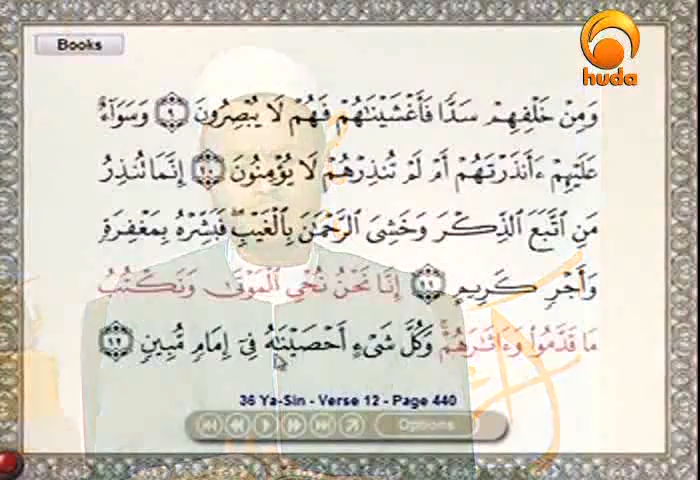 Books
huda
وَمِنْ خَلْفِهِمْ سَدًّا فَأَغْشَيْنَٰهُمْ فَهُمْ لَا يُبْصِرُونَ ٩ وَسَوَآءٌ
عَلَيْهِمْ ءَأَنذَرْتَهُمْ أَمْ لَمْ تُنذِرْهُمْ لَا يُؤْمِنُونَ ١٠ إِنَّمَا تُنذِرُ
مَنِ ٱتَّبَعَ ٱلذِّكْرَ وَخَشِىَ ٱلرَّحْمَٰنَ بِٱلْغَيْبِ ۖ فَبَشِّرْهُ بِمَغْفِرَةٍ
وَأَجْرٍ كَرِيمٍ ١١ إِنَّا نَحْنُ نُحْىِ ٱلْمَوْتَىٰ وَنَكْتُبُ
مَا قَدَّمُوا۟ وَءَاثَٰرَهُمْ ۚ وَكُلَّ شَىْءٍ أَحْصَيْنَٰهُ فِىٓ إِمَامٍ مُّبِينٍ ١٢
36 Ya-Sin - Verse 12 - Page 440
Options